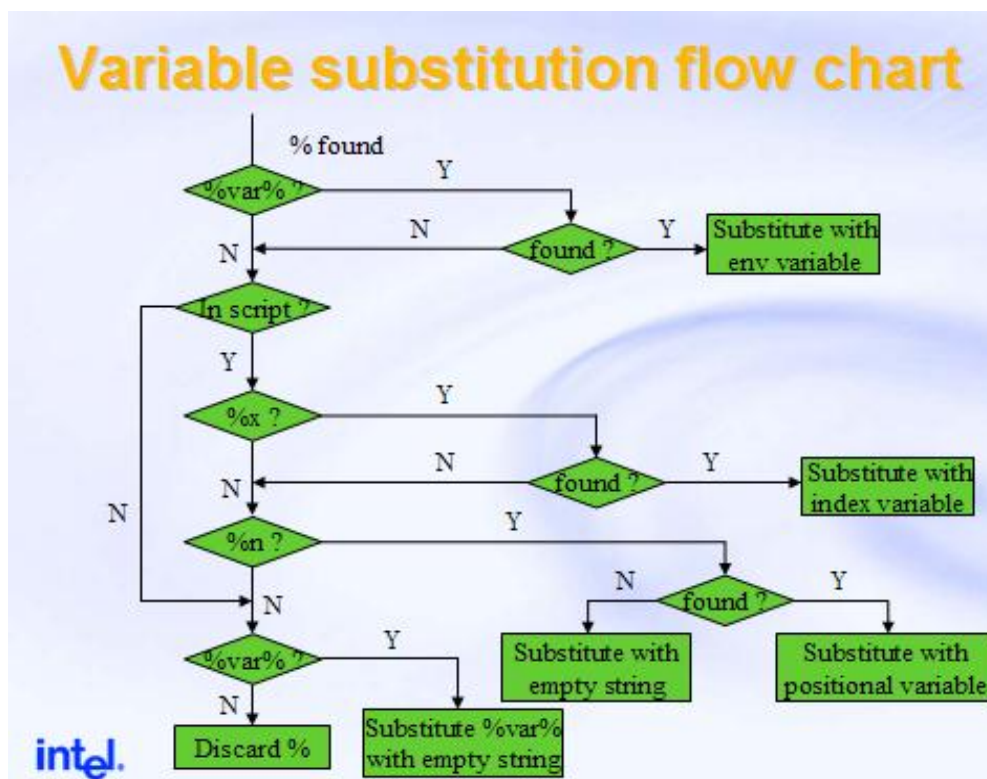 Variable substitution flow chart
% found
%var% ?
Y
N
found ?
Y
Substitute with
env variable
N
In script ?
Y
%x ?
Y
N
found ?
Y
Substitute with
index variable
N
N
%n ?
Y
N
found ?
Y
N
%var% ?
Y
Substitute with
empty string
Substitute with
positional variable
N
Discard %
Substitute %var%
with empty string
intel.